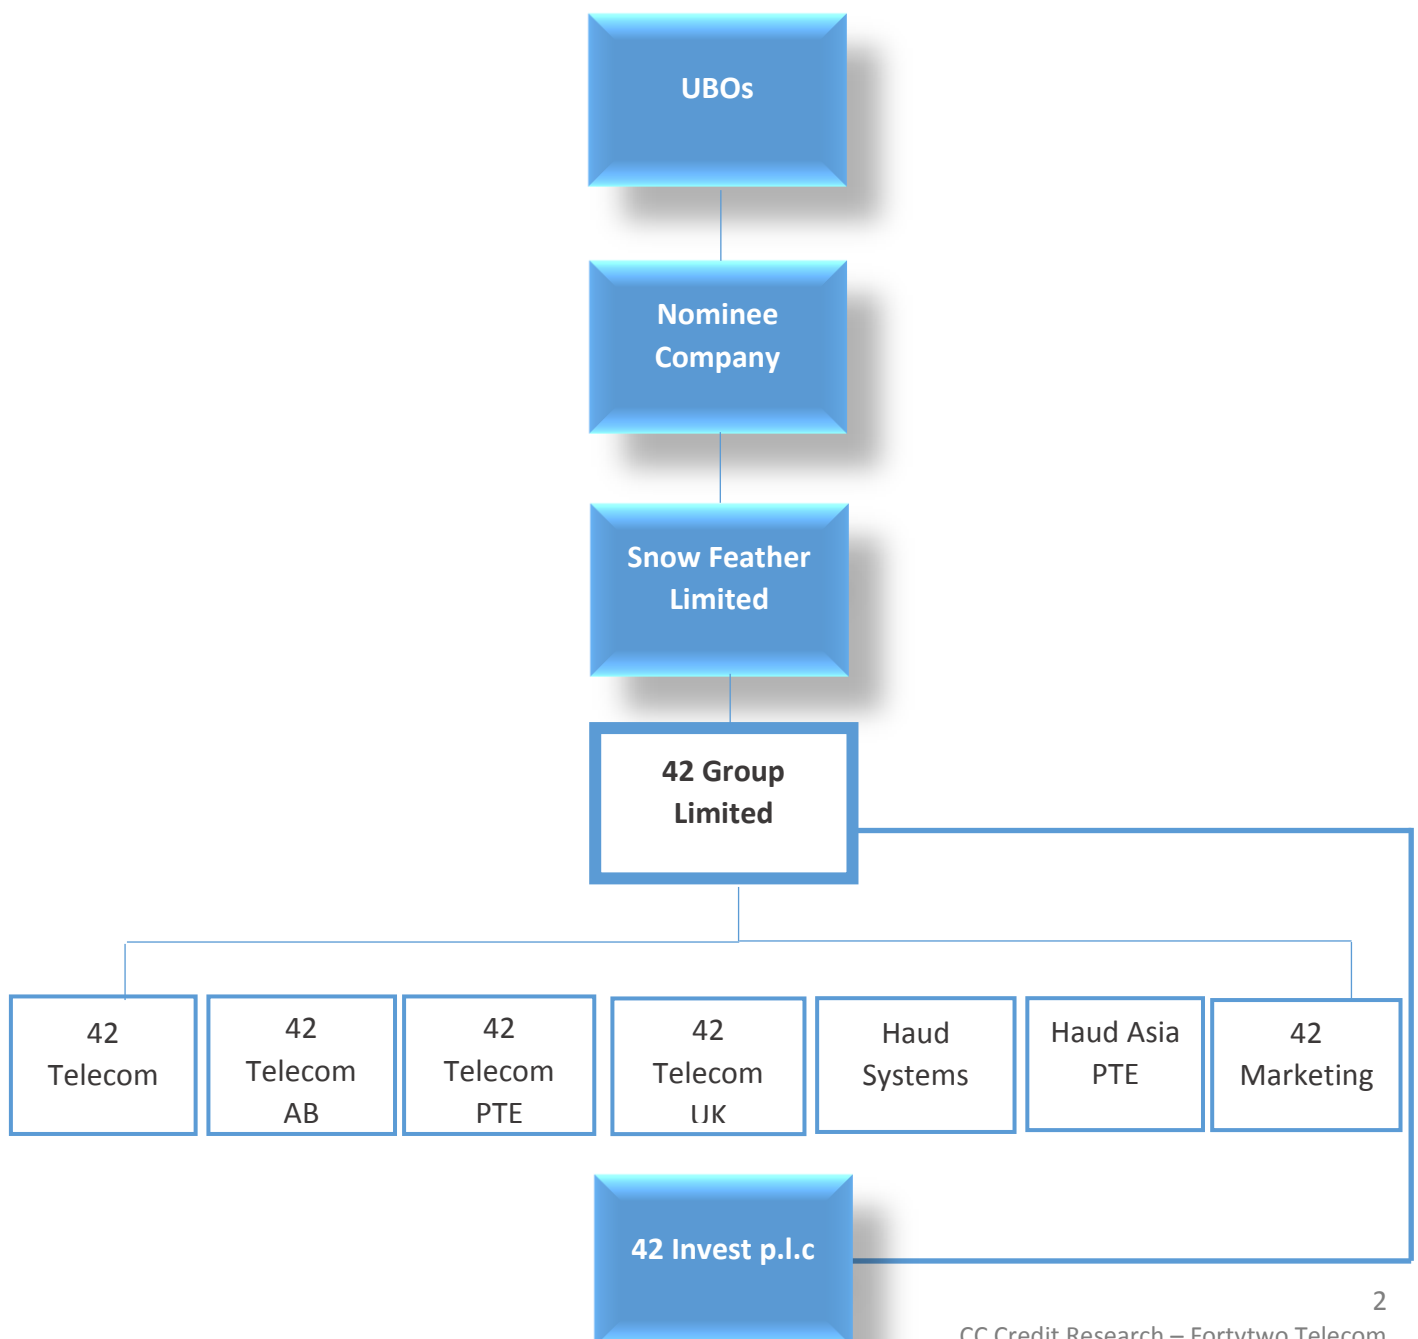 UBOs
Nominee
Company
Snow Feather
Limited
42 Group
Limited
42
Telecom
42
Telecom
AB
42
Telecom
PTE
42
Telecom
UK
Haud
Systems
Haud Asia
PTE
42
Marketing
42 Invest p.l.c
2
CC Credit Research – Fortytwo Telecom